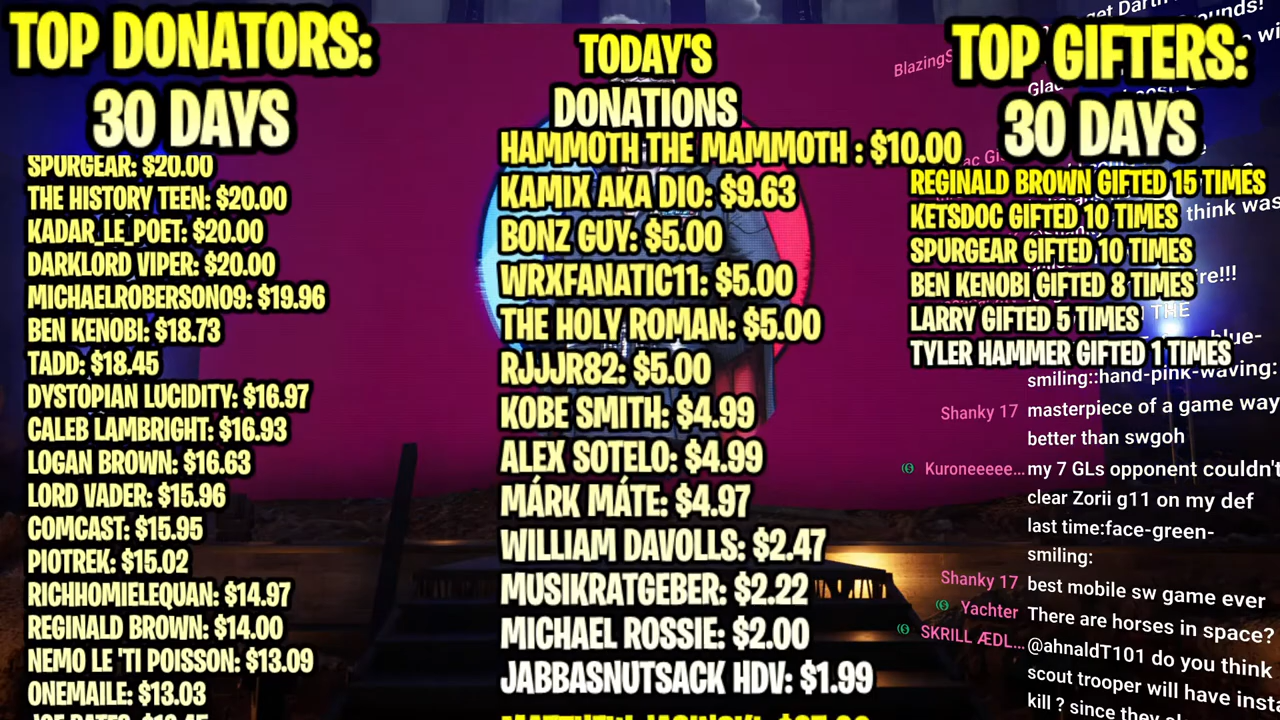 TOP DONATORS:
30 DAYS
SPURGEAR: $20.00
THE HISTORY TEEN: $20.00
KADAR_LE_POET: $20.00
DARKLORD VIPER: $20.00
MICHAELROBERSON09: $19.96
BEN KENOBI: $18.73
TADD: $18.45
DYSTOPIAN LUCIDITY: $16.97
CALEB LAMBRIGHT: $16.93
LOGAN BROWN: $16.63
LORD VADER: $15.96
COMCAST: $15.95
PIOTREK: $15.02
RICHHOMIELEQUAN: $14.97
REGINALD BROWN: $14.00
NEMO LE 'TI POISSON: $13.09
ONEMAILE: $13.03
TODAY'S
DONATIONS
HAMMOTH THE MAMMOTH : $10.00
KAMIX AKA DIO: $9.63
BONZ GUY: $5.00
WRXFANATIC11: $5.00
THE HOLY ROMAN: $5.00
RJJJR82: $5.00
KOBE SMITH: $4.99
ALEX SOTELO: $4.99
MÁRK MÁTE: $4.97
WILLIAM DAVOLLS: $2.47
MUSIKRATGEBER: $2.22
MICHAEL ROSSIE: $2.00
JABBASNUTSACK HDV: $1.99
TOP GIFTERS:
30 DAYS
REGINALD BROWN GIFTED 15 TIMES
KETSDOC GIFTED 10 TIMES
SPURGEAR GIFTED 10 TIMES
BEN KENOBI GIFTED 8 TIMES
LARRY GIFTED 5 TIMES
TYLER HAMMER GIFTED 1 TIMES
get Darth
think was
THE
blue-
smiling::hand-pink-waving:
Shanky 17 masterpiece of a game way
better than swgoh
Kuroneeeee... my 7 GLs opponent couldn't
clear Zorii g11 on my def
last time:face-green-
smiling:
Shanky 17 best mobile sw game ever
Yachter There are horses in space?
SKRILL ÆDL... @ahnaldT101 do you think
scout trooper will have insta
kill ? since they